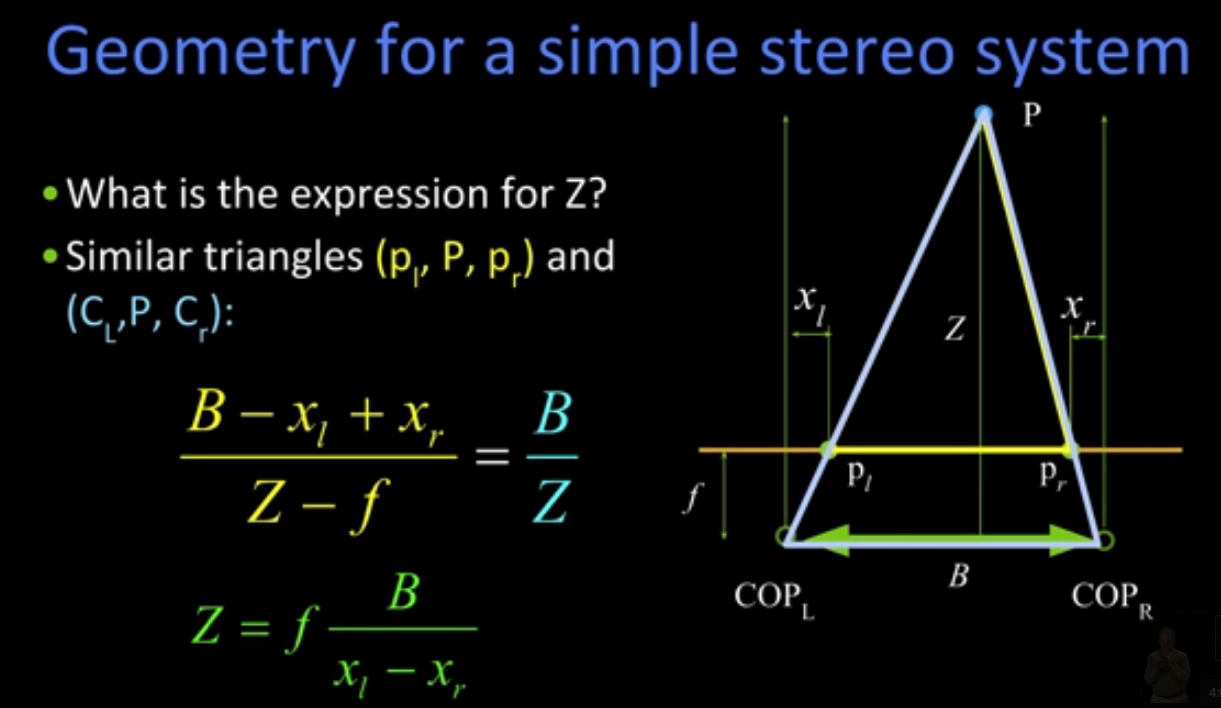 Geometry for a simple stereo system
• What is the expression for Z?
• Similar triangles (p_l, P, p_r) and
(C_L,P, C_r):
\frac{B - x_l + x_r}{Z - f} = \frac{B}{Z}
Z = f \frac{B}{x_l - x_r}
P
x_l
Z
x_r
f
p_l
p_r
B
COP_L
COP_R